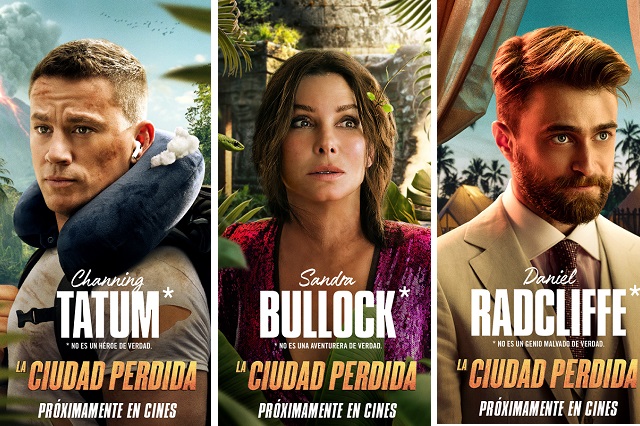 Channing
TATUM*
* NO ES UN HÉROE DE VERDAD.
LA CIUDAD PERDIDA
PRÓXIMAMENTE EN CINES
Sandra
BULLOCK*
* NO ES UNA AVENTURERA DE VERDAD.
LA CIUDAD PERDIDA
PRÓXIMAMENTE EN CINES
Daniel
RADCLIFFE*
* NO ES UN GENIO MALVADO DE VERDAD.
LA CIUDAD PERDIDA
PRÓXIMAMENTE EN CINES